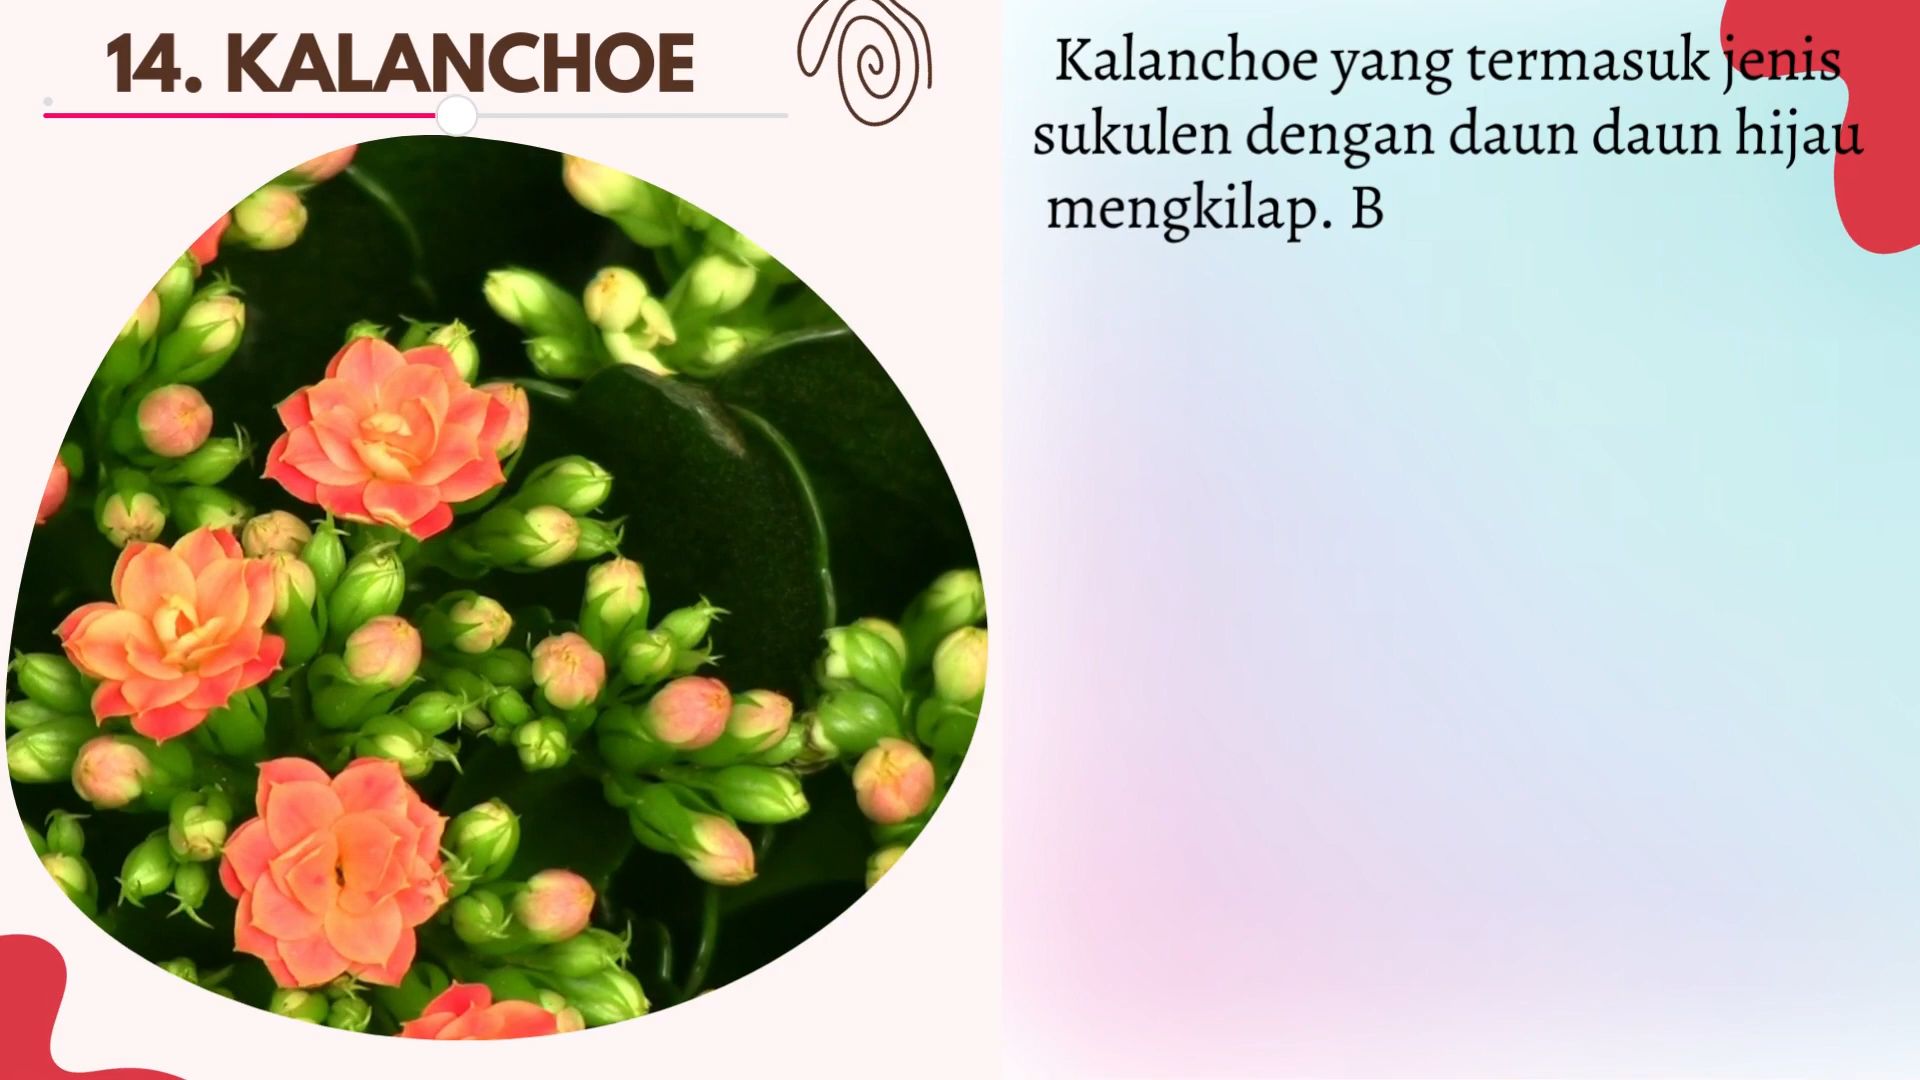 14. KALANCHOE
Kalanchoe yang termasuk jenis
sukulen dengan daun daun hijau
mengkilap. B